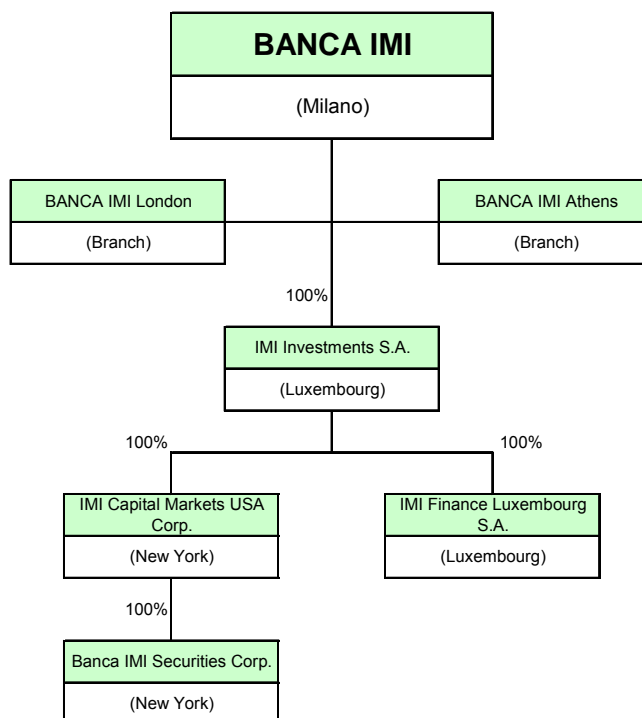 BANCA IMI
(Milano)
BANCA IMI London
(Branch)
BANCA IMI Athens
(Branch)
100%
IMI Investments S.A.
(Luxembourg)
100%
100%
IMI Capital Markets USA
Corp.
(New York)
IMI Finance Luxembourg
S.A.
(Luxembourg)
100%
Banca IMI Securities Corp.
(New York)